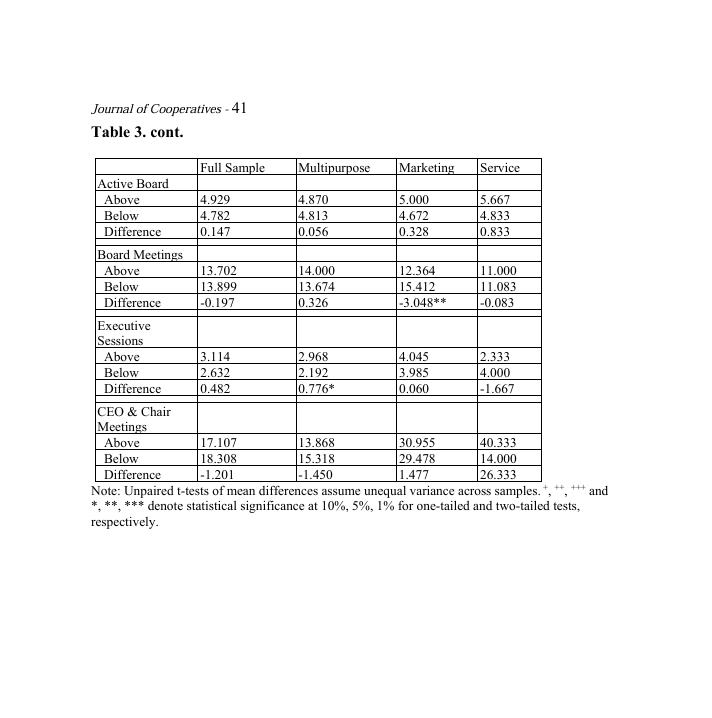 Journal of Cooperatives - 41
Table 3. cont.
Full Sample Multipurpose Marketing Service
Active Board
Above 4.929 4.870 5.000 5.667
Below 4.782 4.813 4.672 4.833
Difference 0.147 0.056 0.328 0.833
Board Meetings
Above 13.702 14.000 12.364 11.000
Below 13.899 13.674 15.412 11.083
Difference -0.197 0.326 -3.048** -0.083
Executive
Sessions
Above 3.114 2.968 4.045 2.333
Below 2.632 2.192 3.985 4.000
Difference 0.482 0.776* 0.060 -1.667
CEO & Chair
Meetings
Above 17.107 13.868 30.955 40.333
Below 18.308 15.318 29.478 14.000
Difference -1.201 -1.450 1.477 26.333
Note: Unpaired t-tests of mean differences assume unequal variance across samples. +, ++, +++ and
*, **, *** denote statistical significance at 10%, 5%, 1% for one-tailed and two-tailed tests,
respectively.